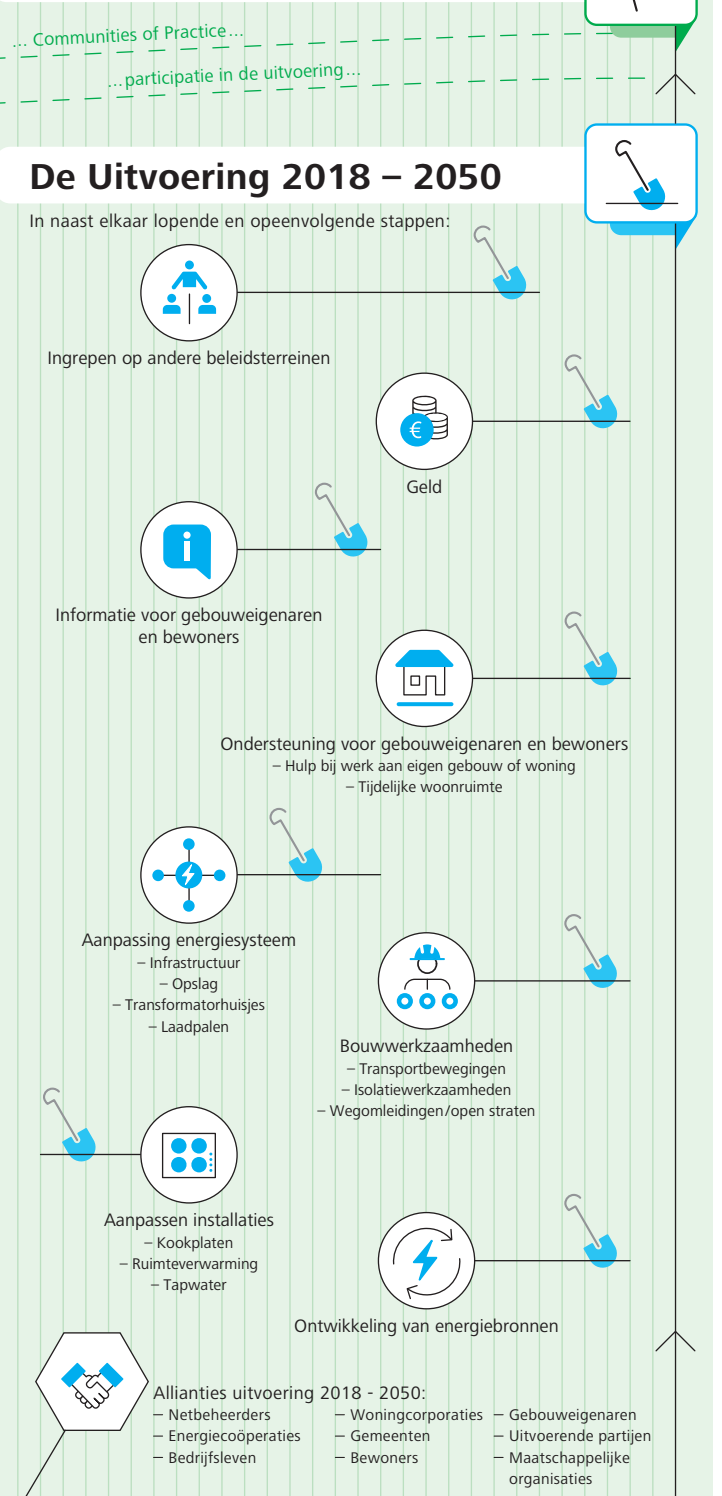 ... Communities of Practice...
...participatie in de uitvoering...
De Uitvoering 2018 – 2050
In naast elkaar lopende en opeenvolgende stappen:
Ingrepen op andere beleidsterreinen
€
Geld
i
Informatie voor gebouweigenaren
en bewoners
Ondersteuning voor gebouweigenaren en bewoners
– Hulp bij werk aan eigen gebouw of woning
– Tijdelijke woonruimte
Aanpassing energiesysteem
– Infrastructuur
– Opslag
– Transformatorhuisjes
– Laadpalen
Bouwwerkzaamheden
– Transportbewegingen
– Isolatiewerkzaamheden
– Wegomleidingen/open straten
Aanpassen installaties
– Kookplaten
– Ruimteverwarming
– Tapwater
Ontwikkeling van energiebronnen
Allianties uitvoering 2018 - 2050:
– Netbeheerders
– Energiecoöperaties
– Bedrijfsleven
– Woningcorporaties
– Gemeenten
– Bewoners
– Gebouweigenaren
– Uitvoerende partijen
– Maatschappelijke
organisaties